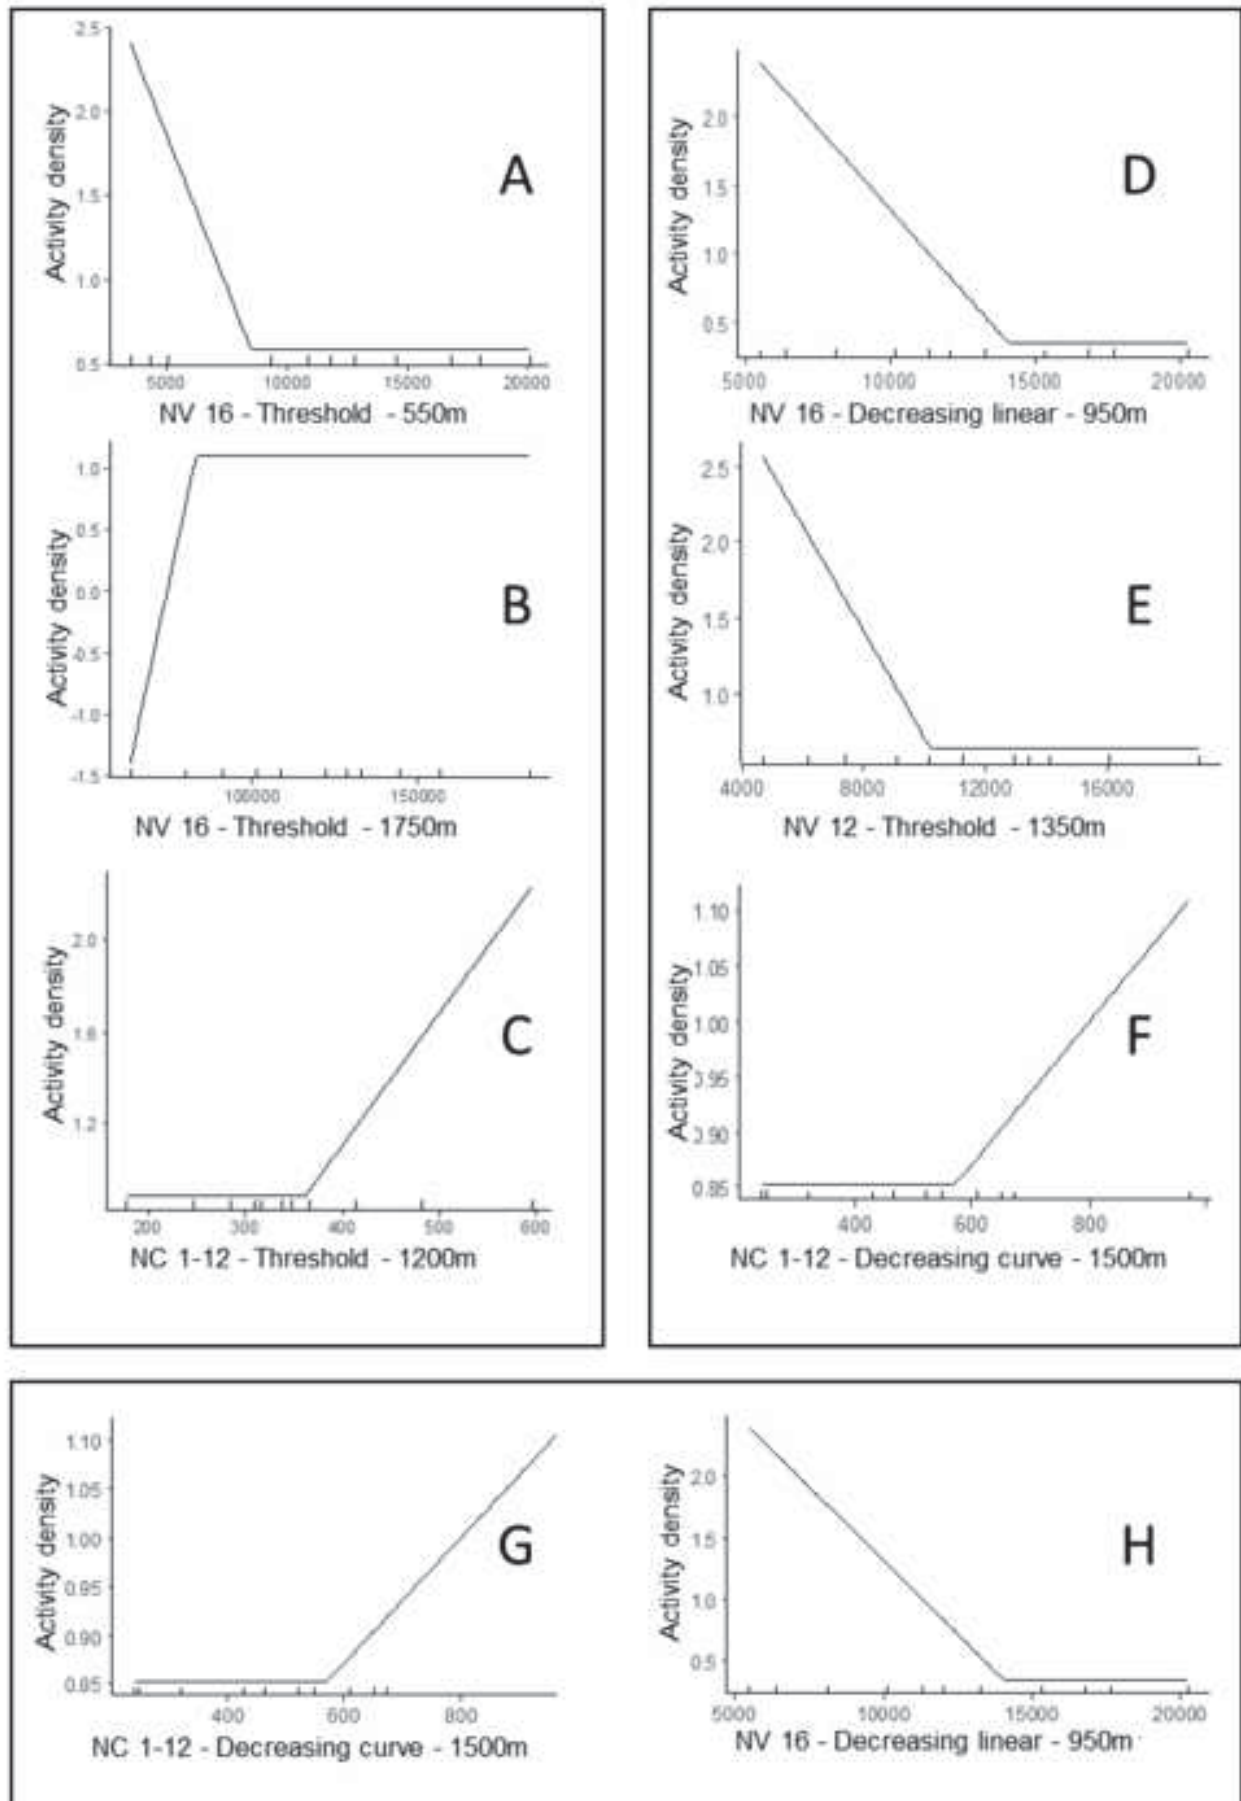 2.5
2.0
1.5
1.0
0.5
Activity density
A
5000 10000 15000 20000
NV 16 - Threshold - 550m
1.0
0.5
0.0
-0.5
-1.0
-1.5
Activity density
B
100000 150000
NV 16 - Threshold - 1750m
2.0
1.6
1.2
Activity density
C
200 300 400 500 600
NC 1-12 - Threshold - 1200m
2.0
1.5
1.0
0.5
Activity density
D
5000 10000 15000 20000
NV 16 - Decreasing linear - 950m
2.5
2.0
1.5
1.0
Activity density
E
4000 8000 12000 16000
NV 12 - Threshold - 1350m
1.10
1.05
1.00
0.95
0.90
0.85
Activity density
F
400 600 800
NC 1-12 - Decreasing curve - 1500m
1.10
1.05
1.00
0.95
0.90
0.85
Activity density
G
400 600 800
NC 1-12 - Decreasing curve - 1500m
2.0
1.5
1.0
0.5
Activity density
H
5000 10000 15000 20000
NV 16 - Decreasing linear - 950m